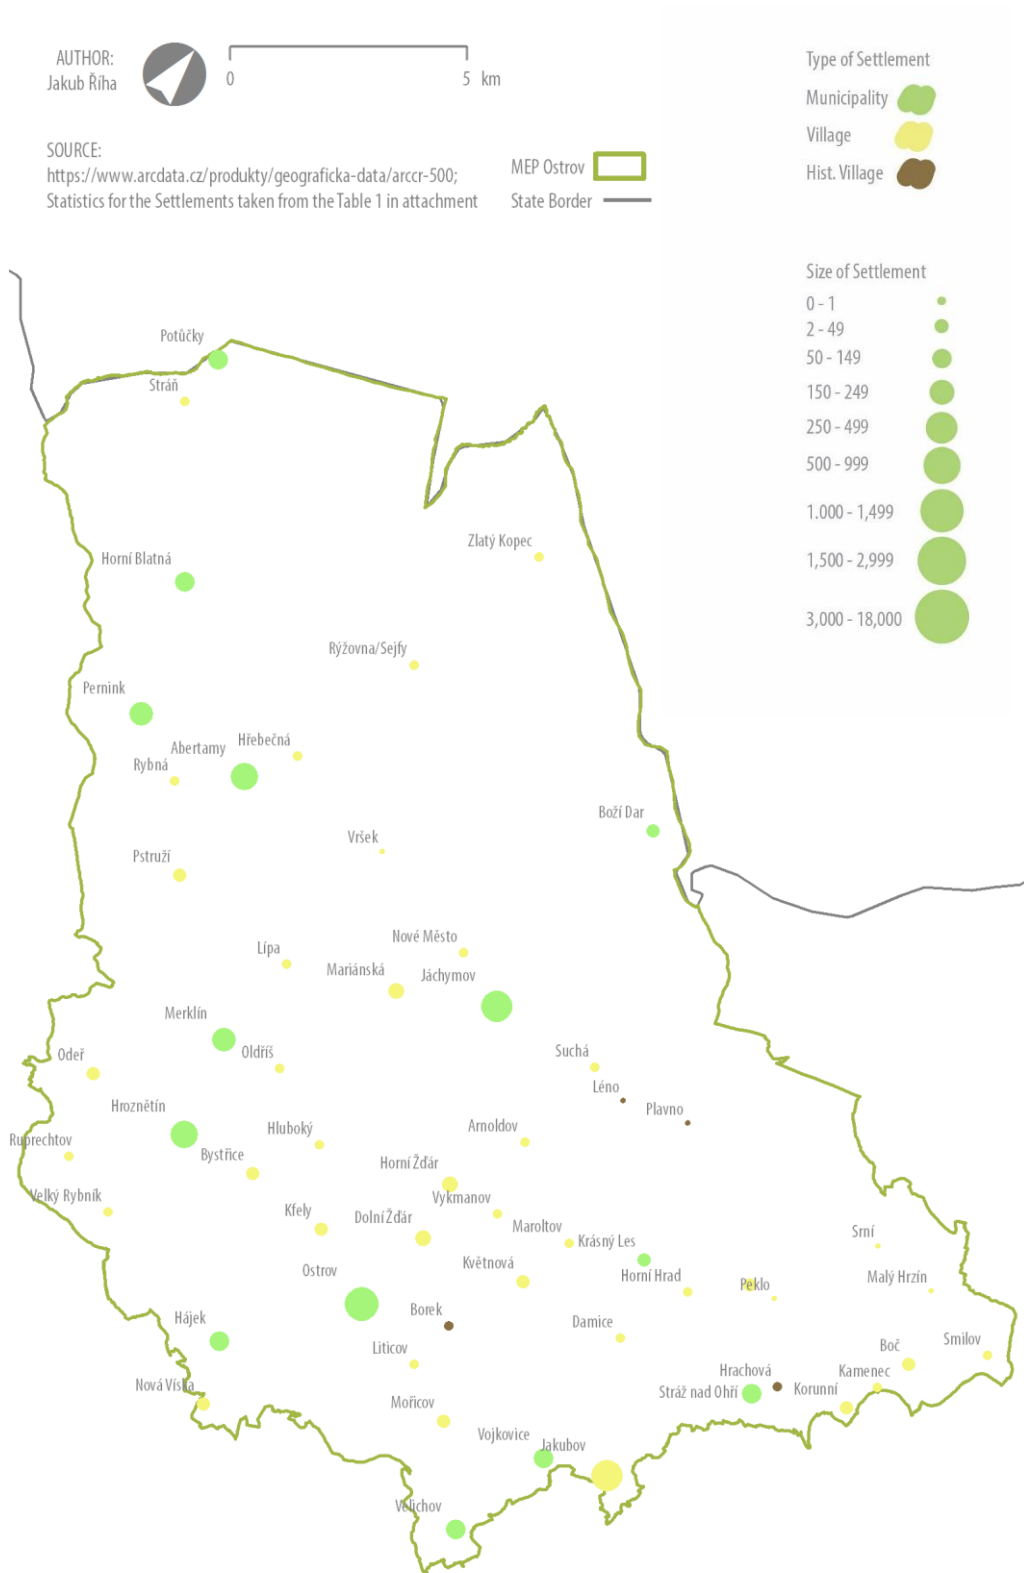 AUTHOR:
Jakub Říha
0 5 km
SOURCE:
https://www.arcdata.cz/produkty/geograficka-data/arccr-500;
Statistics for the Settlements taken from the Table 1 in attachment
MEP Ostrov
State Border
Type of Settlement
Municipality
Village
Hist. Village
Size of Settlement
0 - 1
2 - 49
50 - 149
150 - 249
250 - 499
500 - 999
1.000 - 1,499
1,500 - 2,999
3,000 - 18,000
Potůčky
Stráň
Zlatý Kopec
Horní Blatná
Rýžovna/Sejfy
Pernink
Hřebečná
Abertamy
Rybná
Boží Dar
Vršek
Pstruží
Nové Město
Lípa
Mariánská
Jáchymov
Merklín
Oldříš
Suchá
Odeř
Léno
Plavno
Hroznětín
Arnoldov
Hluboký
Ruprechtov
Bystřice
Horní Žďár
Velký Rybník
Vykmanov
Kfely
Dolní Žďár
Maroltov
Srní
Krásný Les
Květnová
Ostrov
Horní Hrad
Malý Hrzín
Peklo
Borek
Hájek
Damice
Smilov
Liticov
Boč
Hrachová
Kamenec
Nová Víska
Stráž nad Ohří
Korunní
Mořicov
Vojkovice
Jakubov
Velichov